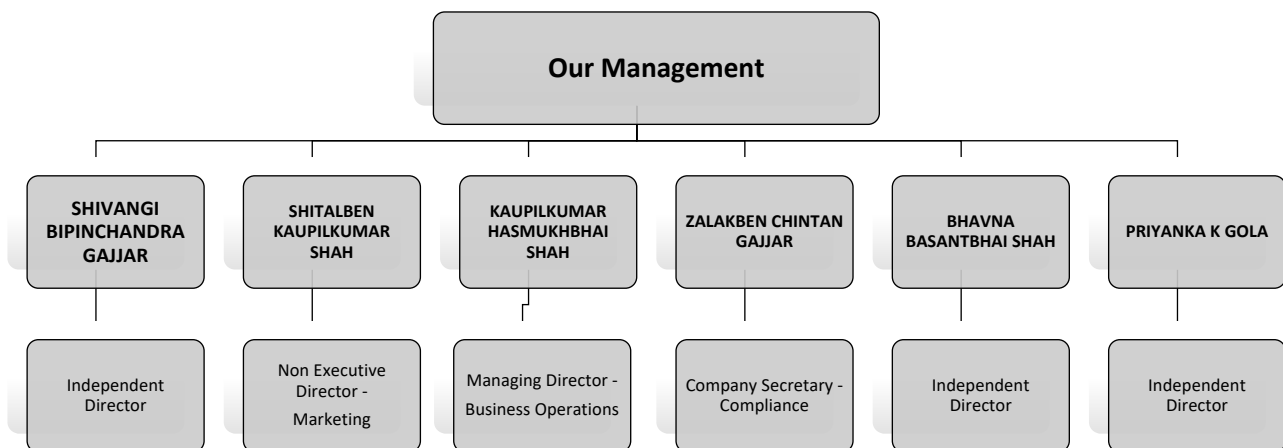 Our Management
SHIVANGI
BIPINCHANDRA
GAJJAR
SHITALBEN
KAUPILKUMAR
SHAH
KAUPILKUMAR
HASMUKHBHAI
SHAH
ZALAKBEN CHINTAN
GAJJAR
BHAVNA
BASANTBHAI SHAH
PRIYANKA K GOLA
Independent
Director
Non Executive
Director -
Marketing
Managing Director -
Business Operations
Company Secretary -
Compliance
Independent
Director
Independent
Director